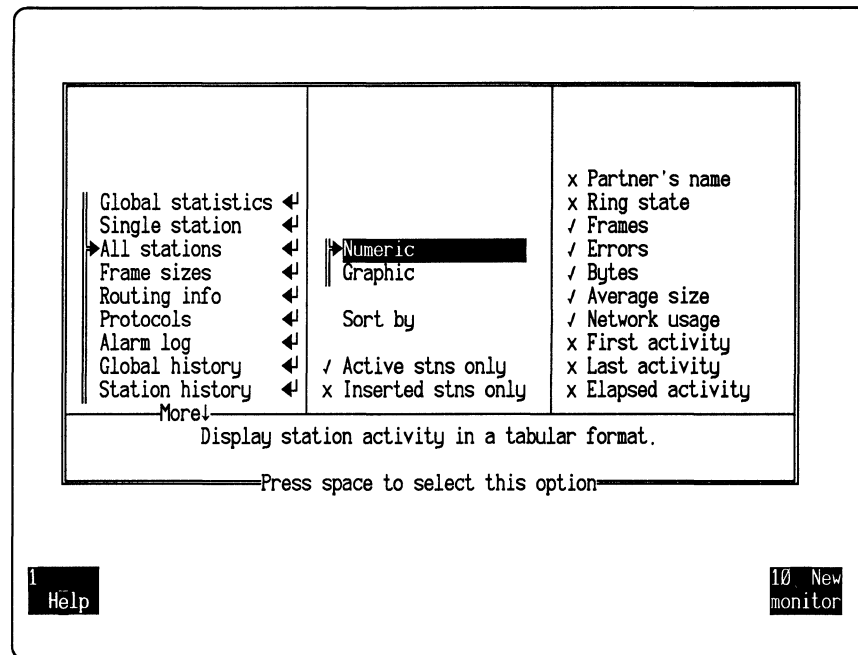 Global statistics ◄┘
Single station ◄┘
➔All stations ◄┘
Frame sizes ◄┘
Routing info ◄┘
Protocols ◄┘
Alarm log ◄┘
Global history ◄┘
Station history ◄┘
More↓
➔Numeric
Graphic
Sort by
√ Active stns only
x Inserted stns only
x Partner's name
x Ring state
√ Frames
√ Errors
√ Bytes
√ Average size
√ Network usage
x First activity
x Last activity
x Elapsed activity
Display station activity in a tabular format.
Press space to select this option
1
Help
10 New
monitor